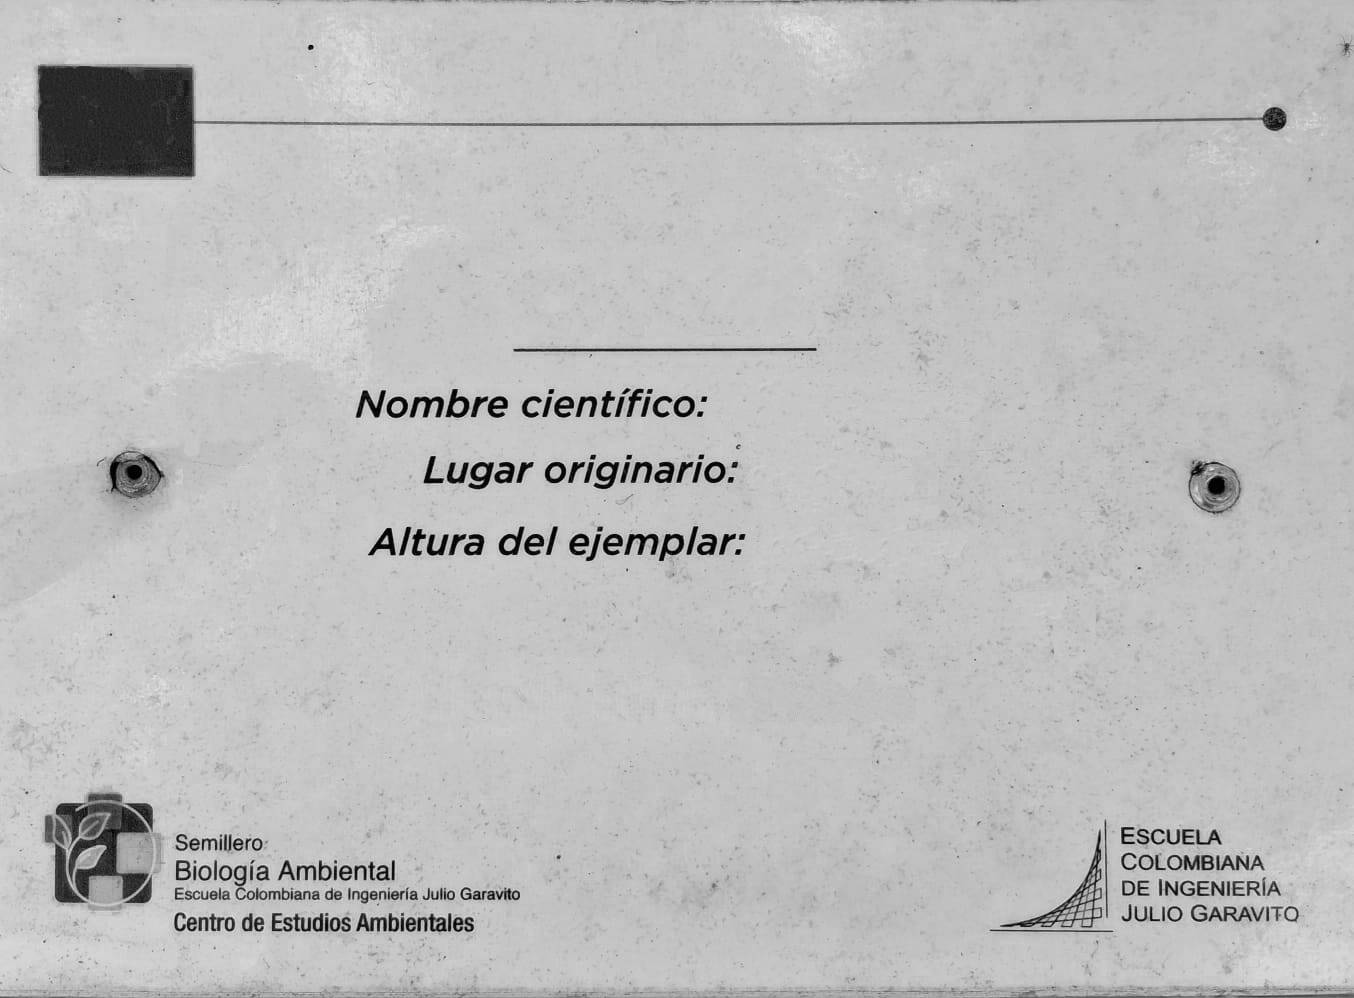 Nombre científico:
Lugar originario:
Altura del ejemplar:
Semillero
Biología Ambiental
Escuela Colombiana de Ingeniería Julio Garavito
Centro de Estudios Ambientales
ESCUELA
COLOMBIANA
DE INGENIERÍA
JULIO GARAVITO